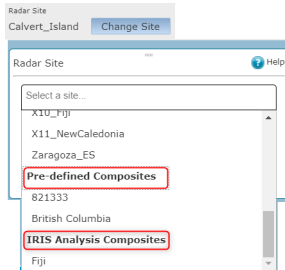 Radar Site
Calvert_Island Change Site
Radar Site
Help
Select a site...
X10_Fiji
X11_NewCaledonia
Zaragoza_ES
Pre-defined Composites
821333
British Columbia
IRIS Analysis Composites
Fiji